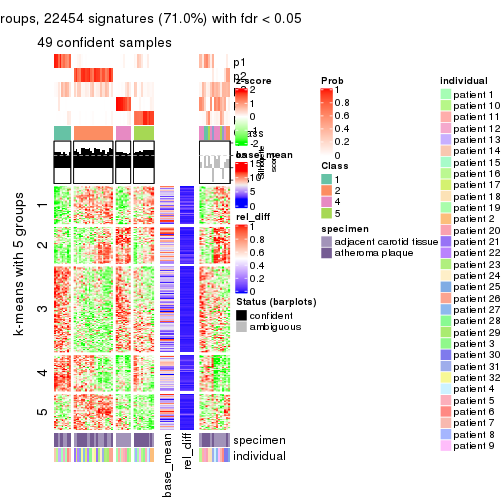 roups, 22454 signatures (71.0%) with fdr < 0.05
49 confident samples
p1
p2
z-score
2
1
0
-1
-2
base_mean
15
10
5
0
rel_diff
1
0.8
0.6
0.4
0.2
0
Status (barplots)
confident
ambiguous
Prob
1
0.8
0.6
0.4
0.2
0
Class
1
2
4
5
specimen
adjacent carotid tissue
atheroma plaque
individual
patient 1
patient 10
patient 11
patient 12
patient 13
patient 14
patient 15
patient 16
patient 17
patient 18
patient 19
patient 2
patient 20
patient 21
patient 22
patient 23
patient 24
patient 25
patient 26
patient 27
patient 28
patient 29
patient 3
patient 30
patient 31
patient 32
patient 4
patient 5
patient 6
patient 7
patient 8
patient 9
k-means with 5 groups
1
2
3
4
5
specimen
individual
base_mean
rel_diff